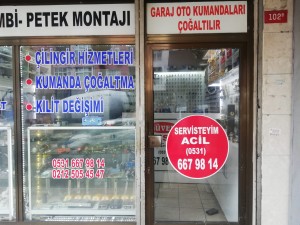 MBİ- PETEK MONTAJI
GARAJ OTO KUMANDALARI
ÇOĞALTILIR
102
• ÇİLİNGİR HİZMETLERİ
• KUMANDA ÇOĞALTMA
• KİLİT DEĞİŞİMİ
0531 667 98 14
0212 505 45 47
SERVİSTEYİM
ACİL
(0531)
667 98 14